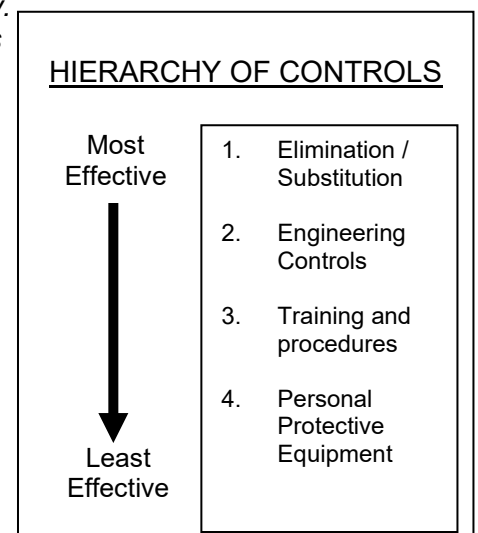 y.
HIERARCHY OF CONTROLS
Most
Effective
Least
Effective
1. Elimination /
Substitution
2. Engineering
Controls
3. Training and
procedures
4. Personal
Protective
Equipment